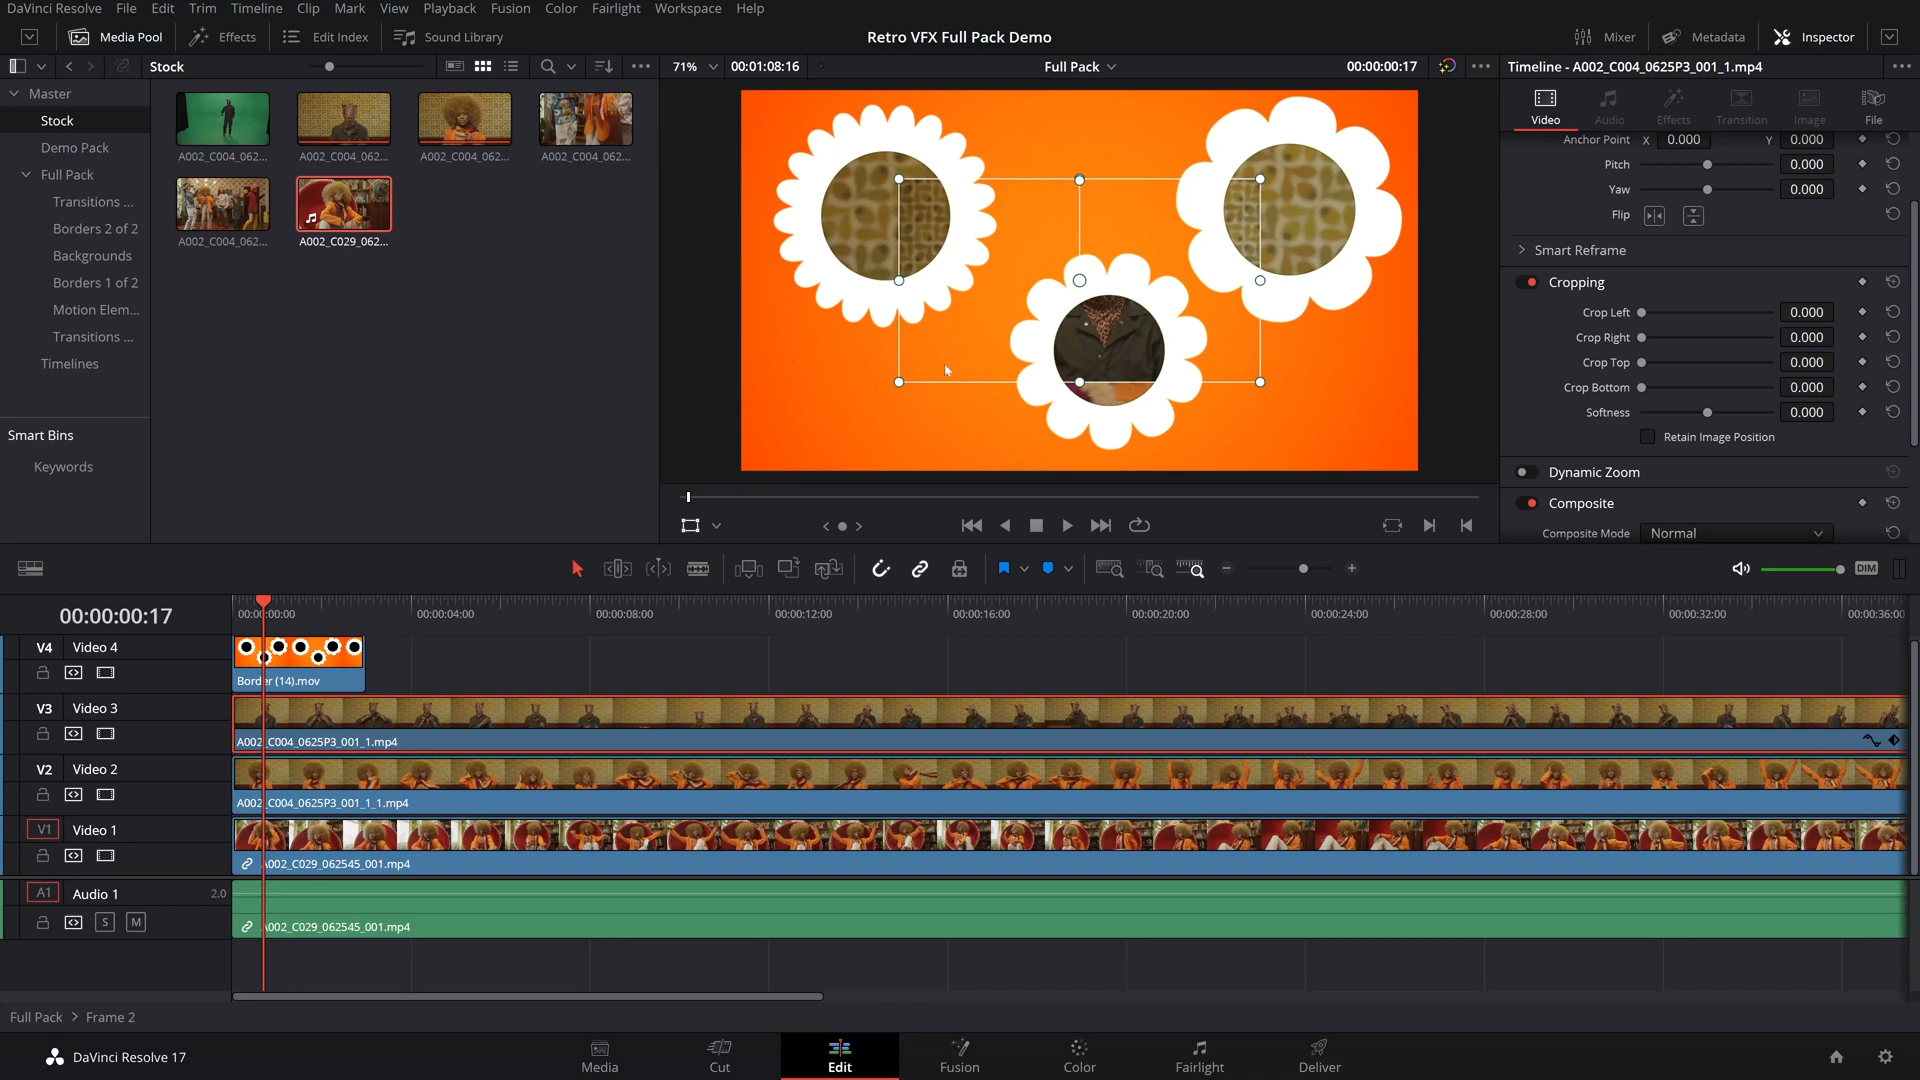 DaVinci Resolve File Edit Trim Timeline Clip Mark View Playback Fusion Color Fairlight Workspace Help
Media Pool Effects Edit Index Sound Library Retro VFX Full Pack Demo Mixer Metadata Inspector
Stock 71% 00:01:08:16 Full Pack 00:00:00:17 Timeline - A002_C004_0625P3_001_1.mp4
Master
Stock
Demo Pack
Full Pack
Transitions ...
Borders 2 of 2
Backgrounds
Borders 1 of 2
Motion Elem...
Transitions ...
Timelines
Smart Bins
Keywords
A002_C004_062... A002_C004_062... A002_C004_062... A002_C004_062...
A002_C004_062... A002_C029_062...
Video Audio Effects Transition Image File
Anchor Point X 0.000 Y 0.000
Pitch 0.000
Yaw 0.000
Flip
Smart Reframe
Cropping
Crop Left 0.000
Crop Right 0.000
Crop Top 0.000
Crop Bottom 0.000
Softness 0.000
Retain Image Position
Dynamic Zoom
Composite
Composite Mode Normal
DIM
00:00:00:17 00:00:00:00 00:00:04:00 00:00:08:00 00:00:12:00 00:00:16:00 00:00:20:00 00:00:24:00 00:00:28:00 00:00:32:00 00:00:36:00
V4 Video 4
Border (14).mov
V3 Video 3
A002_C004_0625P3_001_1.mp4
V2 Video 2
A002_C004_0625P3_001_1_1.mp4
V1 Video 1
A002_C029_062545_001.mp4
A1 Audio 1 2.0
S M
A002_C029_062545_001.mp4
Full Pack > Frame 2
DaVinci Resolve 17 Media Cut Edit Fusion Color Fairlight Deliver